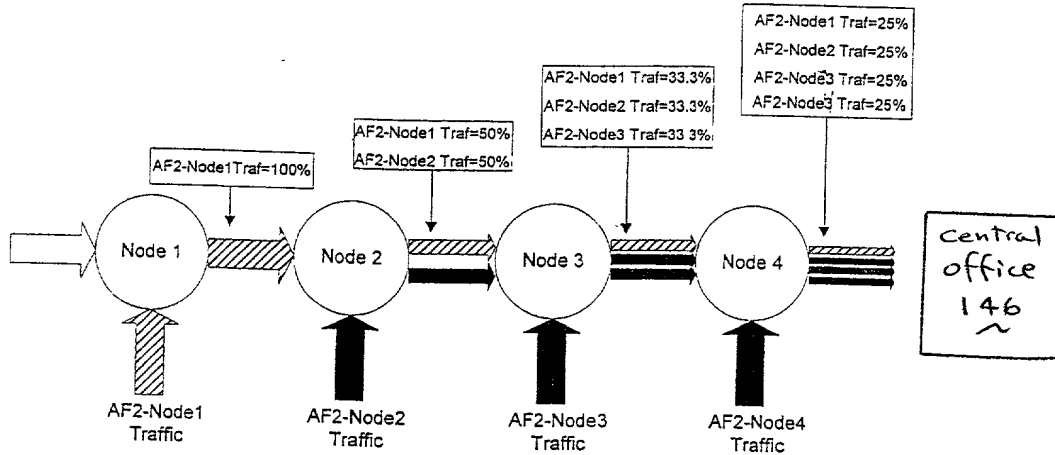 AF2-Node1 Traf=25%
AF2-Node2 Traf=25%
AF2-Node3 Traf=25%
AF2-Node3 Traf=25%
AF2-Node1 Traf=33.3%
AF2-Node2 Traf=33.3%
AF2-Node3 Traf=33.3%
AF2-Node1 Traf=50%
AF2-Node2 Traf=50%
AF2-Node1Traf=100%
Node 1
Node 2
Node 3
Node 4
central
office
146
AF2-Node1
Traffic
AF2-Node2
Traffic
AF2-Node3
Traffic
AF2-Node4
Traffic